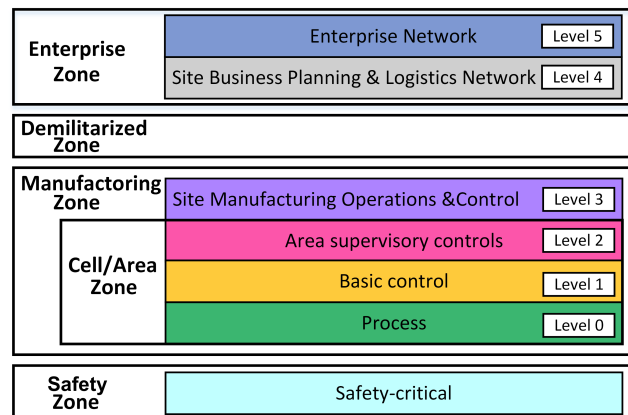 Enterprise
Zone
Enterprise Network
Level 5
Site Business Planning & Logistics Network
Level 4
Demilitarized
Zone
Manufactoring
Zone
Site Manufacturing Operations &Control
Level 3
Cell/Area
Zone
Area supervisory controls
Level 2
Basic control
Level 1
Process
Level 0
Safety
Zone
Safety-critical